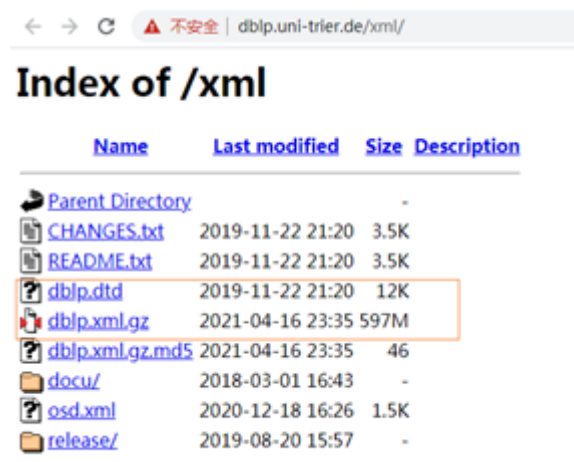 不安全 | dblp.uni-trier.de/xml/
Index of /xml
Name Last modified Size Description
Parent Directory -
CHANGES.txt 2019-11-22 21:20 3.5K
README.txt 2019-11-22 21:20 3.5K
dblp.dtd 2019-11-22 21:20 12K
dblp.xml.gz 2021-04-16 23:35 597M
dblp.xml.gz.md5 2021-04-16 23:35 46
docu/ 2018-03-01 16:43 -
osd.xml 2020-12-18 16:26 1.5K
release/ 2019-08-20 15:57 -